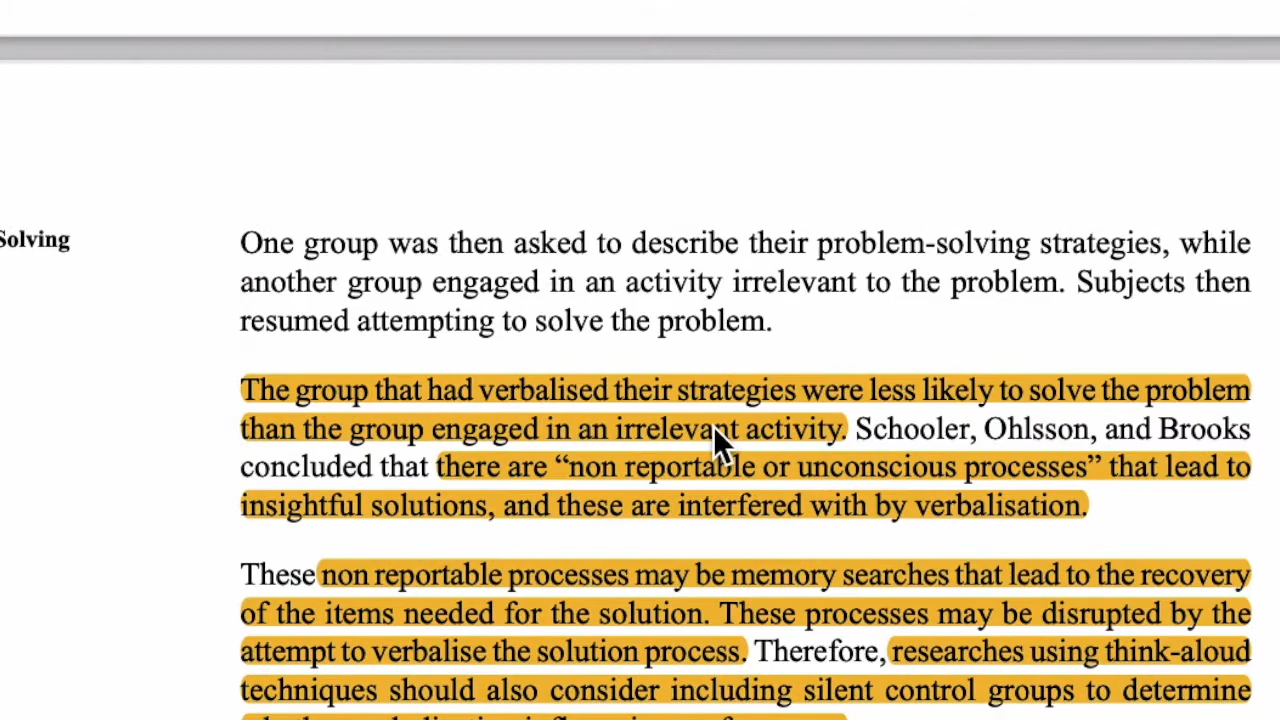 Solving
One group was then asked to describe their problem-solving strategies, while
another group engaged in an activity irrelevant to the problem. Subjects then
resumed attempting to solve the problem.
The group that had verbalised their strategies were less likely to solve the problem
than the group engaged in an irrelevant activity. Schooler, Ohlsson, and Brooks
concluded that there are “non reportable or unconscious processes” that lead to
insightful solutions, and these are interfered with by verbalisation.
These non reportable processes may be memory searches that lead to the recovery
of the items needed for the solution. These processes may be disrupted by the
attempt to verbalise the solution process. Therefore, researches using think-aloud
techniques should also consider including silent control groups to determine